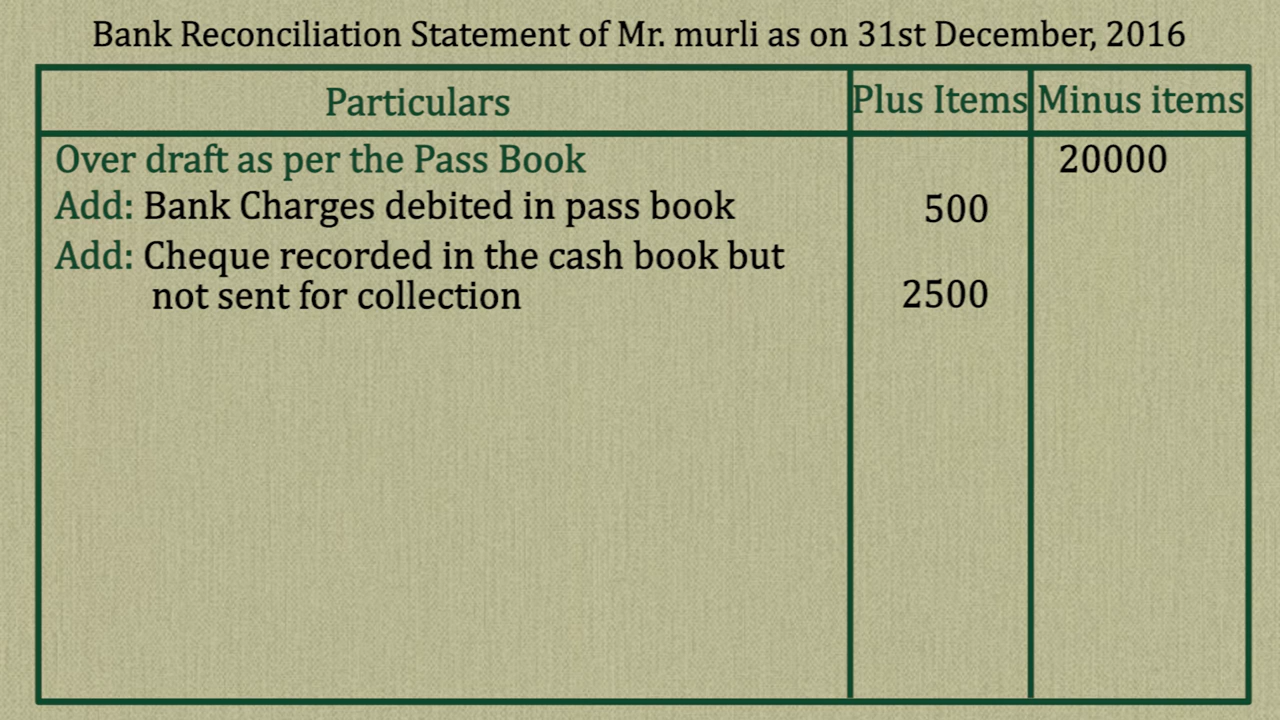 Bank Reconciliation Statement of Mr. murli as on 31st December, 2016
Particulars Plus Items Minus items
Over draft as per the Pass Book 20000
Add: Bank Charges debited in pass book 500
Add: Cheque recorded in the cash book but
not sent for collection 2500